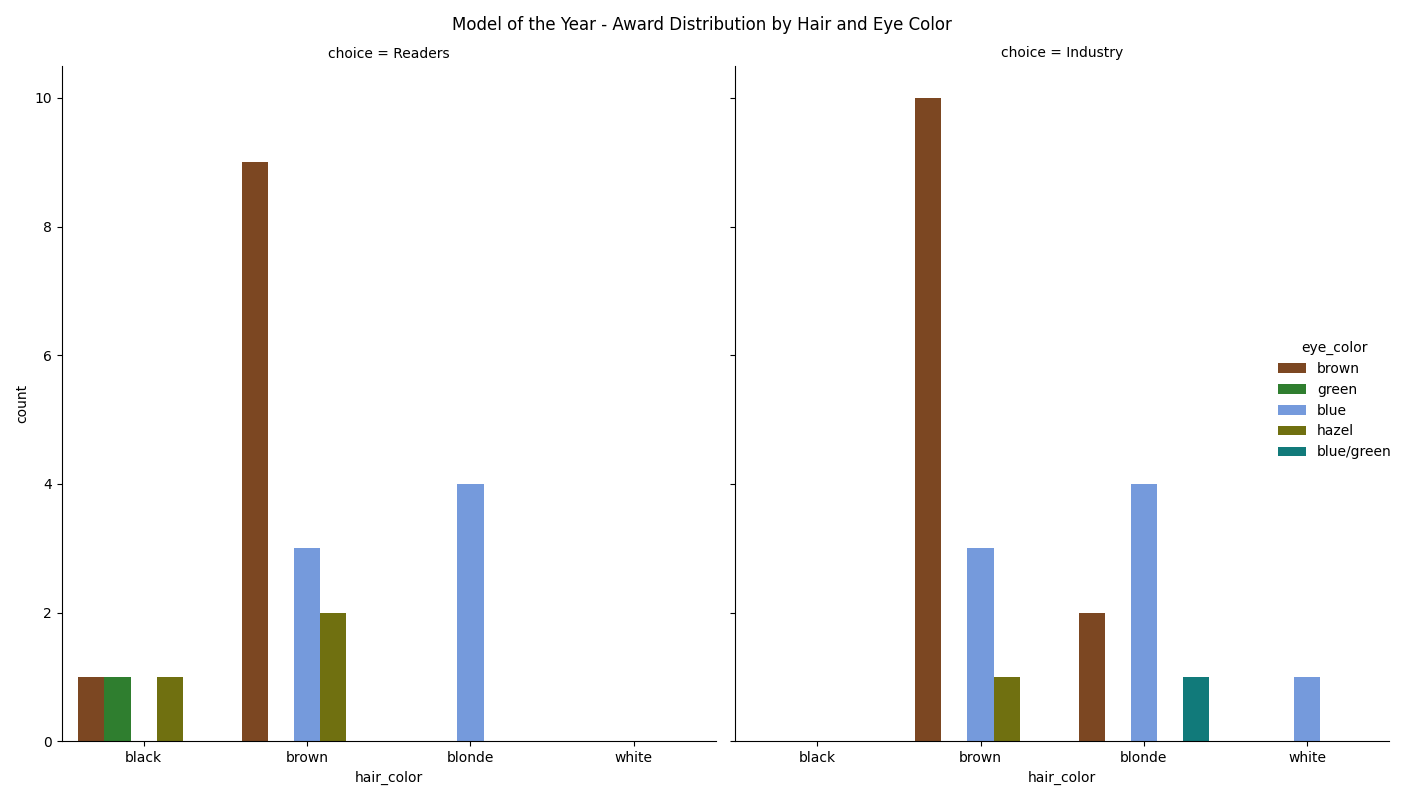 Model of the Year - Award Distribution by Hair and Eye Color
choice = Readers
choice = Industry
10
8
6
4
2
0
count
black
brown
blonde
white
hair_color
black
brown
blonde
white
hair_color
eye_color
brown
green
blue
hazel
blue/green